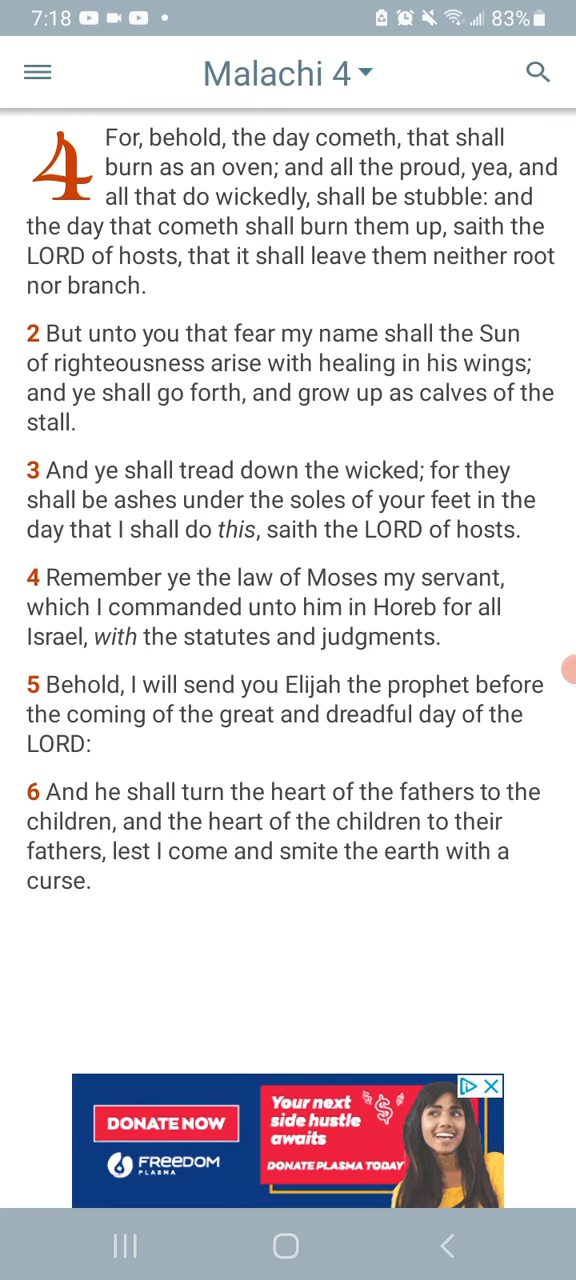 7:18
83%
Malachi 4
4 For, behold, the day cometh, that shall
burn as an oven; and all the proud, yea, and
all that do wickedly, shall be stubble: and
the day that cometh shall burn them up, saith the
LORD of hosts, that it shall leave them neither root
nor branch.
2 But unto you that fear my name shall the Sun
of righteousness arise with healing in his wings;
and ye shall go forth, and grow up as calves of the
stall.
3 And ye shall tread down the wicked; for they
shall be ashes under the soles of your feet in the
day that I shall do this, saith the LORD of hosts.
4 Remember ye the law of Moses my servant,
which I commanded unto him in Horeb for all
Israel, with the statutes and judgments.
5 Behold, I will send you Elijah the prophet before
the coming of the great and dreadful day of the
LORD:
6 And he shall turn the heart of the fathers to the
children, and the heart of the children to their
fathers, lest I come and smite the earth with a
curse.
DONATE NOW
FREEDOM
PLASMA
Your next
side hustle
awaits
DONATE PLASMA TODAY